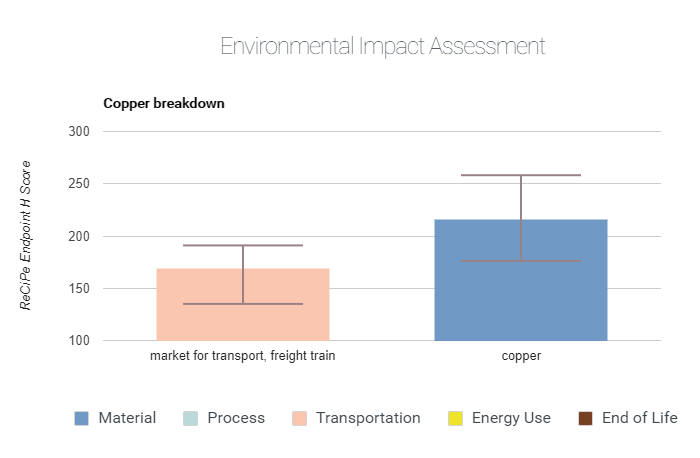 Environmental Impact Assessment
Copper breakdown
ReCiPe Endpoint H Score
300
250
200
150
100
market for transport, freight train
copper
Material
Process
Transportation
Energy Use
End of Life